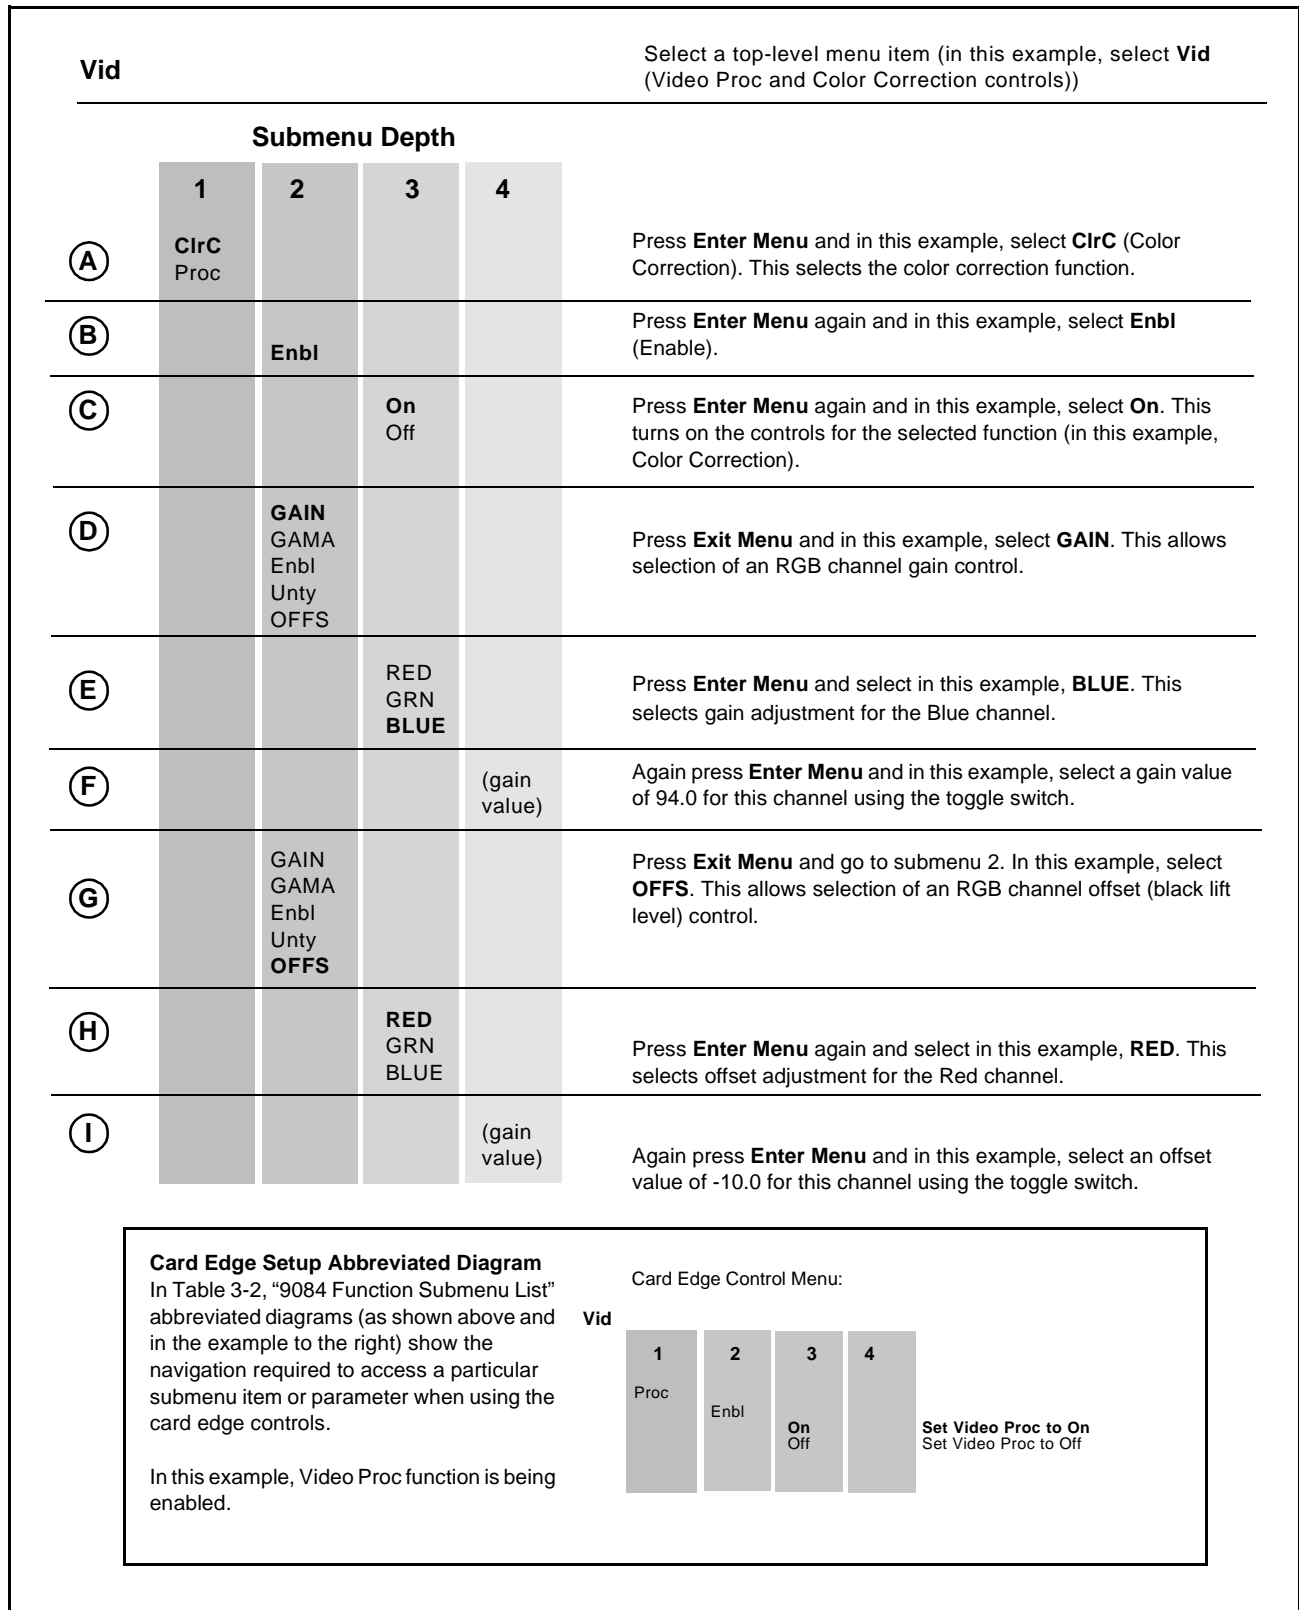 Vid
Select a top-level menu item (in this example, select Vid
(Video Proc and Color Correction controls))
Submenu Depth
1 2 3 4
A
ClrC
Proc
Press Enter Menu and in this example, select ClrC (Color
Correction). This selects the color correction function.
B
Enbl
Press Enter Menu again and in this example, select Enbl
(Enable).
C
On
Off
Press Enter Menu again and in this example, select On. This
turns on the controls for the selected function (in this example,
Color Correction).
D
GAIN
GAMA
Enbl
Unty
OFFS
Press Exit Menu and in this example, select GAIN. This allows
selection of an RGB channel gain control.
E
RED
GRN
BLUE
Press Enter Menu and select in this example, BLUE. This
selects gain adjustment for the Blue channel.
F
(gain
value)
Again press Enter Menu and in this example, select a gain value
of 94.0 for this channel using the toggle switch.
G
GAIN
GAMA
Enbl
Unty
OFFS
Press Exit Menu and go to submenu 2. In this example, select
OFFS. This allows selection of an RGB channel offset (black lift
level) control.
H
RED
GRN
BLUE
Press Enter Menu again and select in this example, RED. This
selects offset adjustment for the Red channel.
I
(gain
value)
Again press Enter Menu and in this example, select an offset
value of -10.0 for this channel using the toggle switch.
Card Edge Setup Abbreviated Diagram
In Table 3-2, “9084 Function Submenu List”
abbreviated diagrams (as shown above and
in the example to the right) show the
navigation required to access a particular
submenu item or parameter when using the
card edge controls.
In this example, Video Proc function is being
enabled.
Card Edge Control Menu:
Vid
1 2 3 4
Proc
Enbl
On
Off
Set Video Proc to On
Set Video Proc to Off